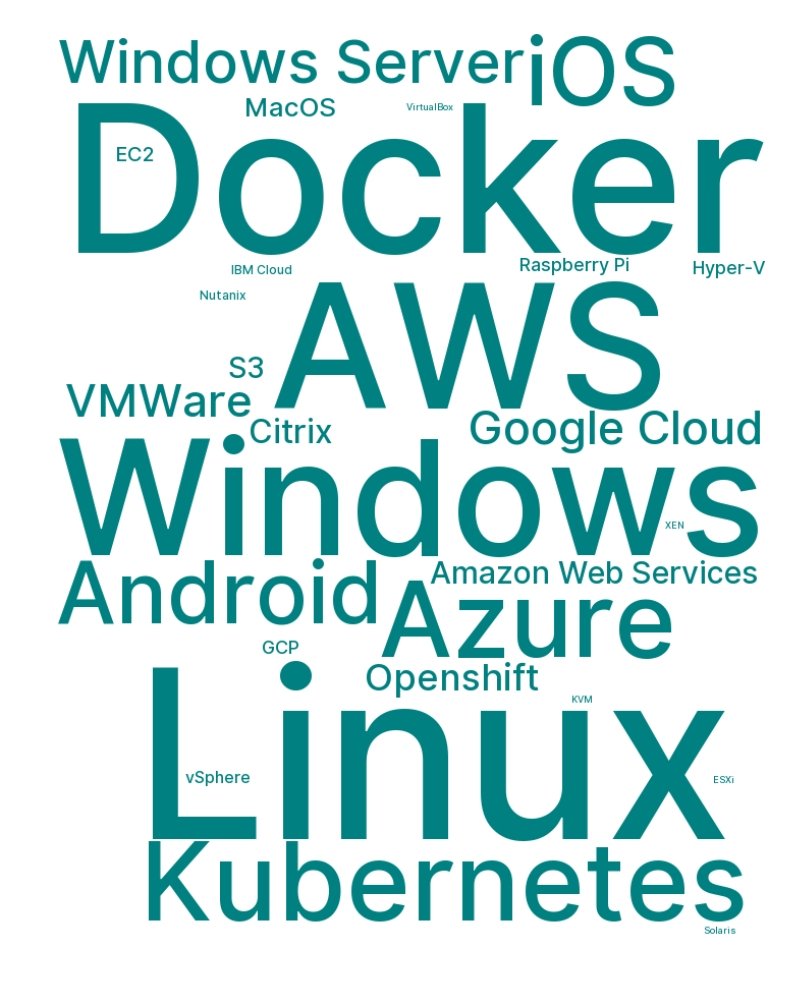 Windows Server iOS
MacOS
VirtualBox
Docker
EC2
IBM Cloud
Raspberry Pi
Hyper-V
Nutanix
AWS
S3
VMWare
Citrix
Google Cloud
Windows
XEN
Android
Amazon Web Services
Azure
GCP
Openshift
KVM
Linux
vSphere
ESXi
Kubernetes
Solaris